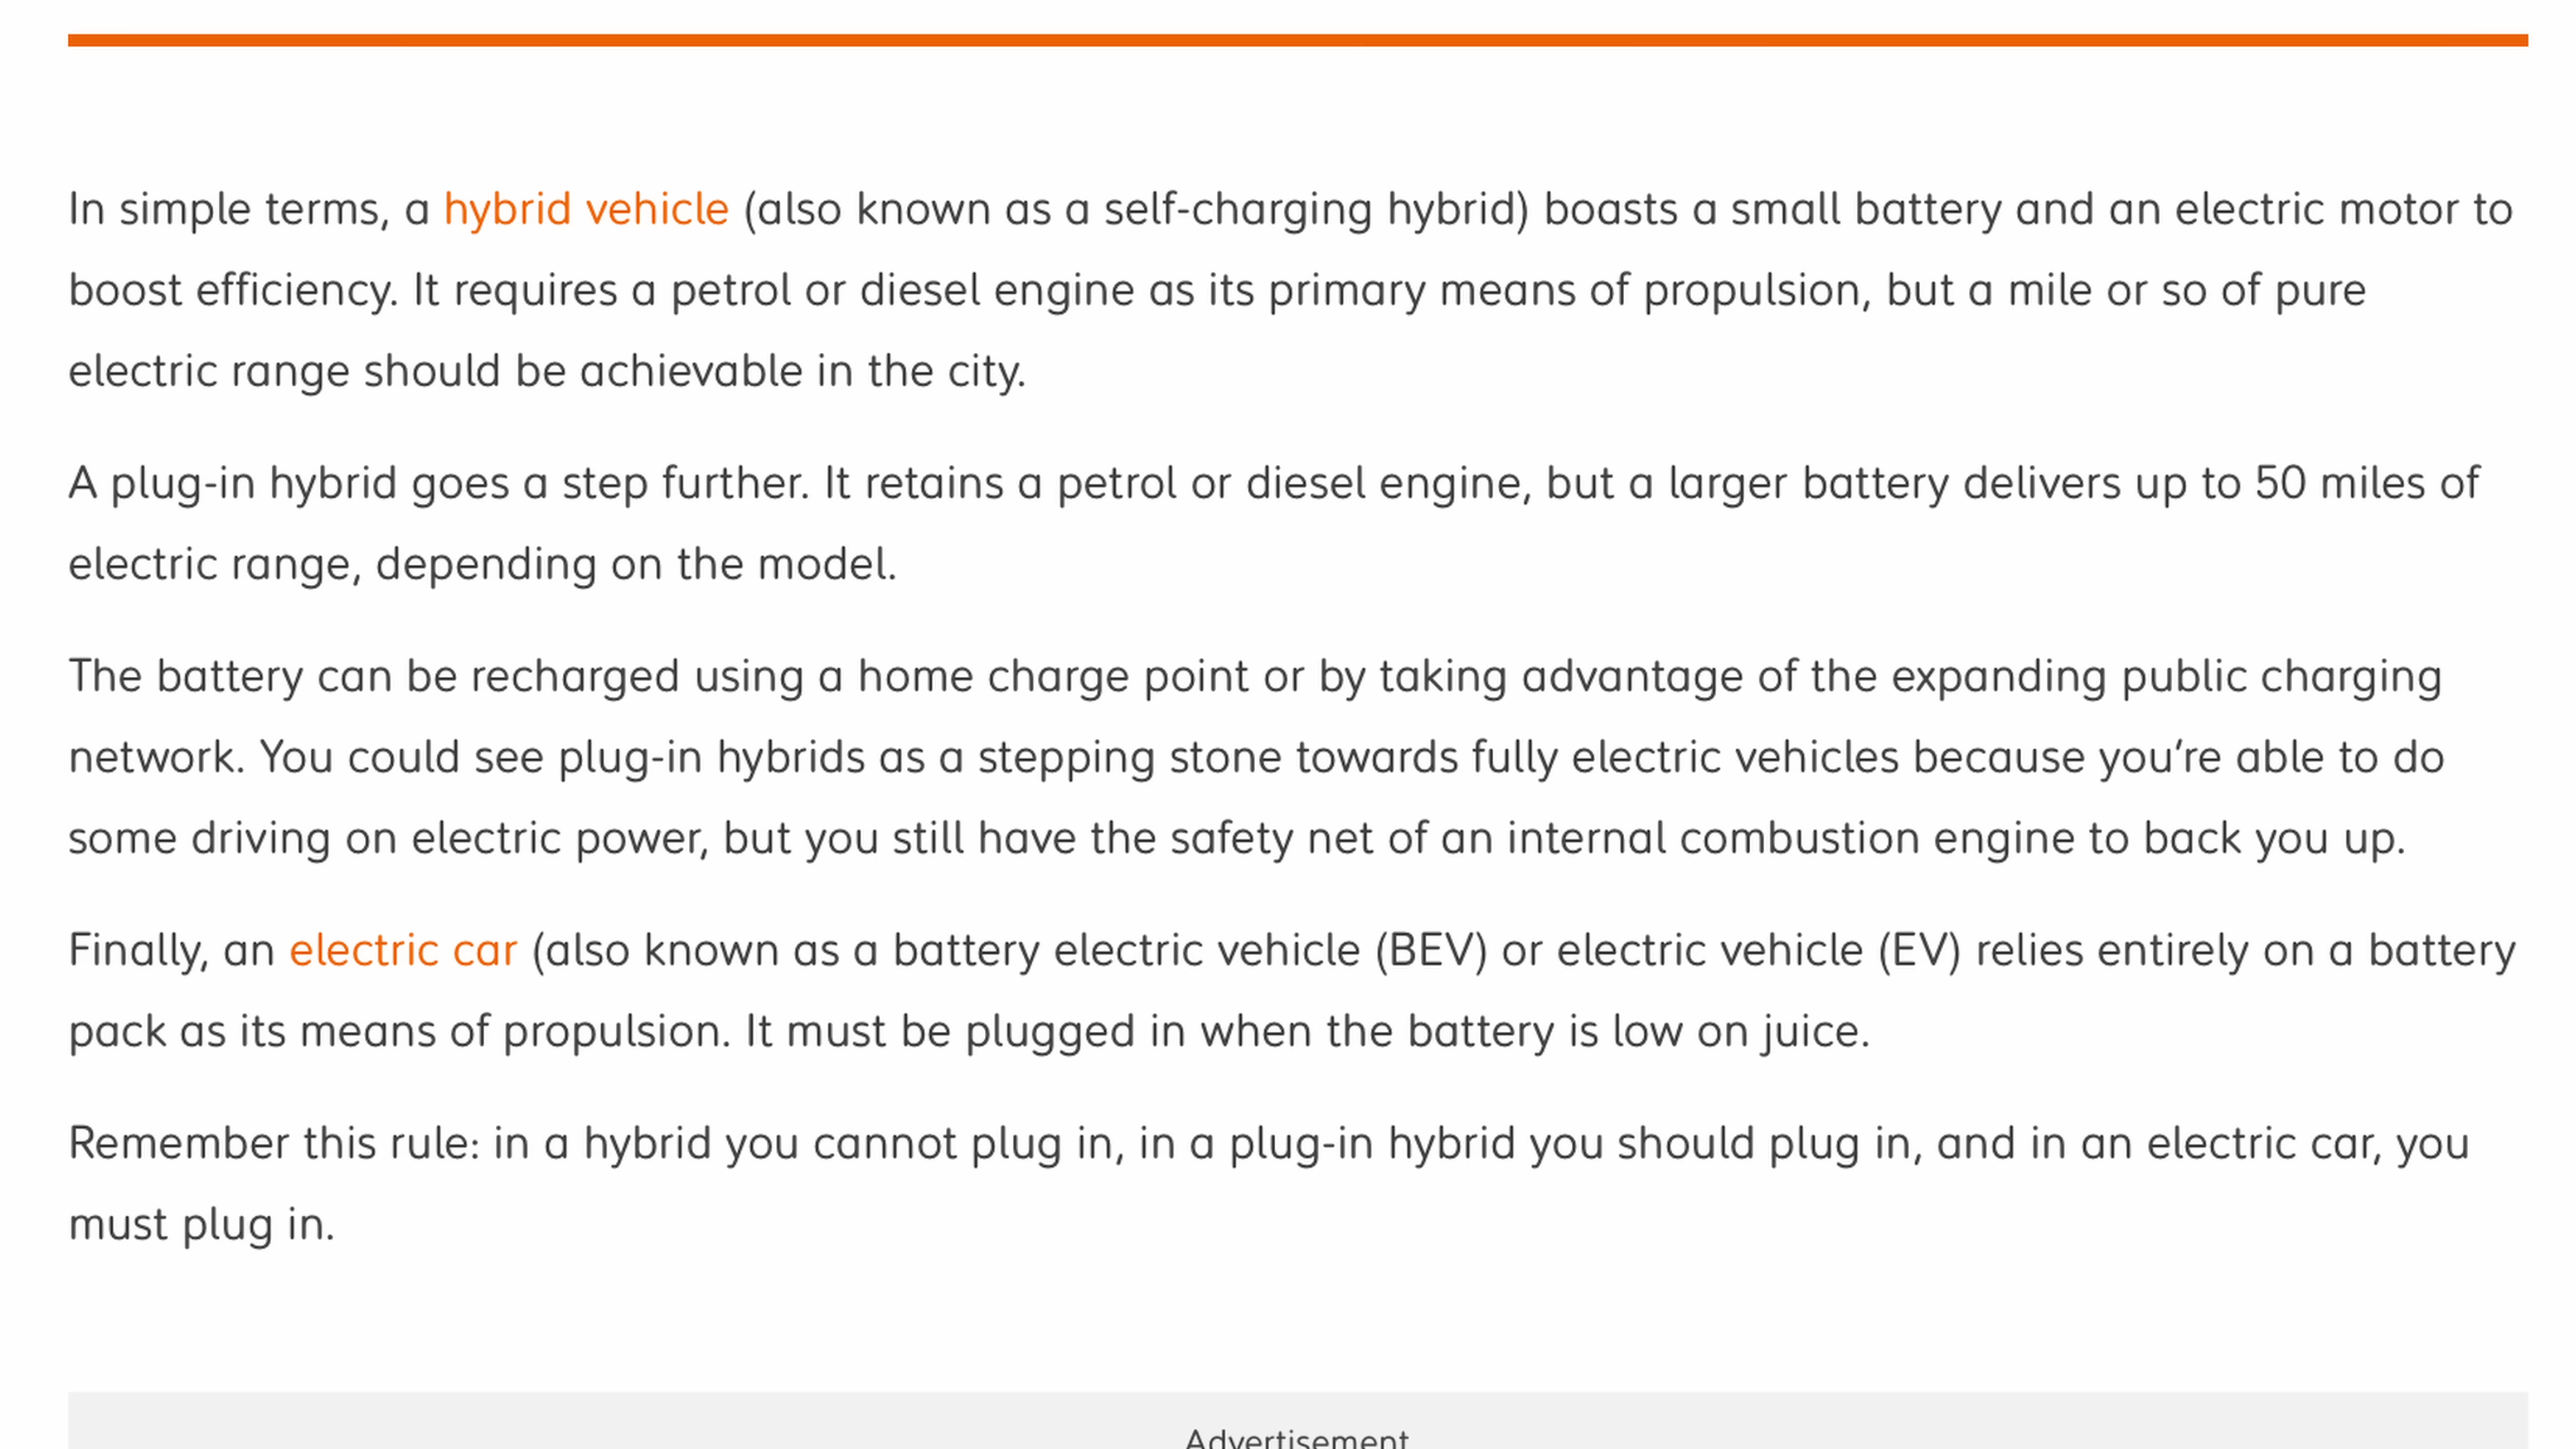 In simple terms, a hybrid vehicle (also known as a self-charging hybrid) boasts a small battery and an electric motor to
boost efficiency. It requires a petrol or diesel engine as its primary means of propulsion, but a mile or so of pure
electric range should be achievable in the city.
A plug-in hybrid goes a step further. It retains a petrol or diesel engine, but a larger battery delivers up to 50 miles of
electric range, depending on the model.
The battery can be recharged using a home charge point or by taking advantage of the expanding public charging
network. You could see plug-in hybrids as a stepping stone towards fully electric vehicles because you’re able to do
some driving on electric power, but you still have the safety net of an internal combustion engine to back you up.
Finally, an electric car (also known as a battery electric vehicle (BEV) or electric vehicle (EV) relies entirely on a battery
pack as its means of propulsion. It must be plugged in when the battery is low on juice.
Remember this rule: in a hybrid you cannot plug in, in a plug-in hybrid you should plug in, and in an electric car, you
must plug in.
Advertisement